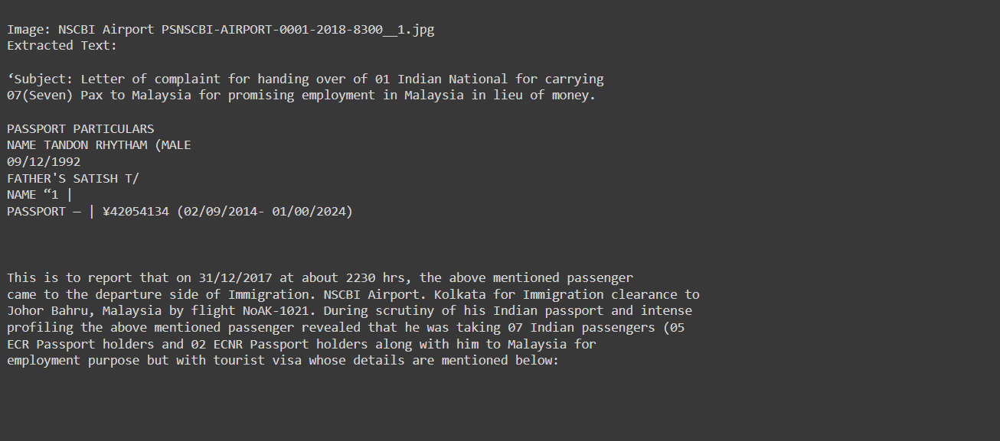 Image: NSCBI Airport PSNSCBI-AIRPORT-0001-2018-8300__1.jpg
Extracted Text:
‘Subject: Letter of complaint for handing over of 01 Indian National for carrying
07(Seven) Pax to Malaysia for promising employment in Malaysia in lieu of money.
PASSPORT PARTICULARS
NAME TANDON RHYTHAM (MALE
09/12/1992
FATHER'S SATISH T/
NAME “1 |
PASSPORT — | ¥42054134 (02/09/2014- 01/00/2024)
This is to report that on 31/12/2017 at about 2230 hrs, the above mentioned passenger
came to the departure side of Immigration. NSCBI Airport. Kolkata for Immigration clearance to
Johor Bahru, Malaysia by flight NoAK-1021. During scrutiny of his Indian passport and intense
profiling the above mentioned passenger revealed that he was taking 07 Indian passengers (05
ECR Passport holders and 02 ECNR Passport holders along with him to Malaysia for
employment purpose but with tourist visa whose details are mentioned below: